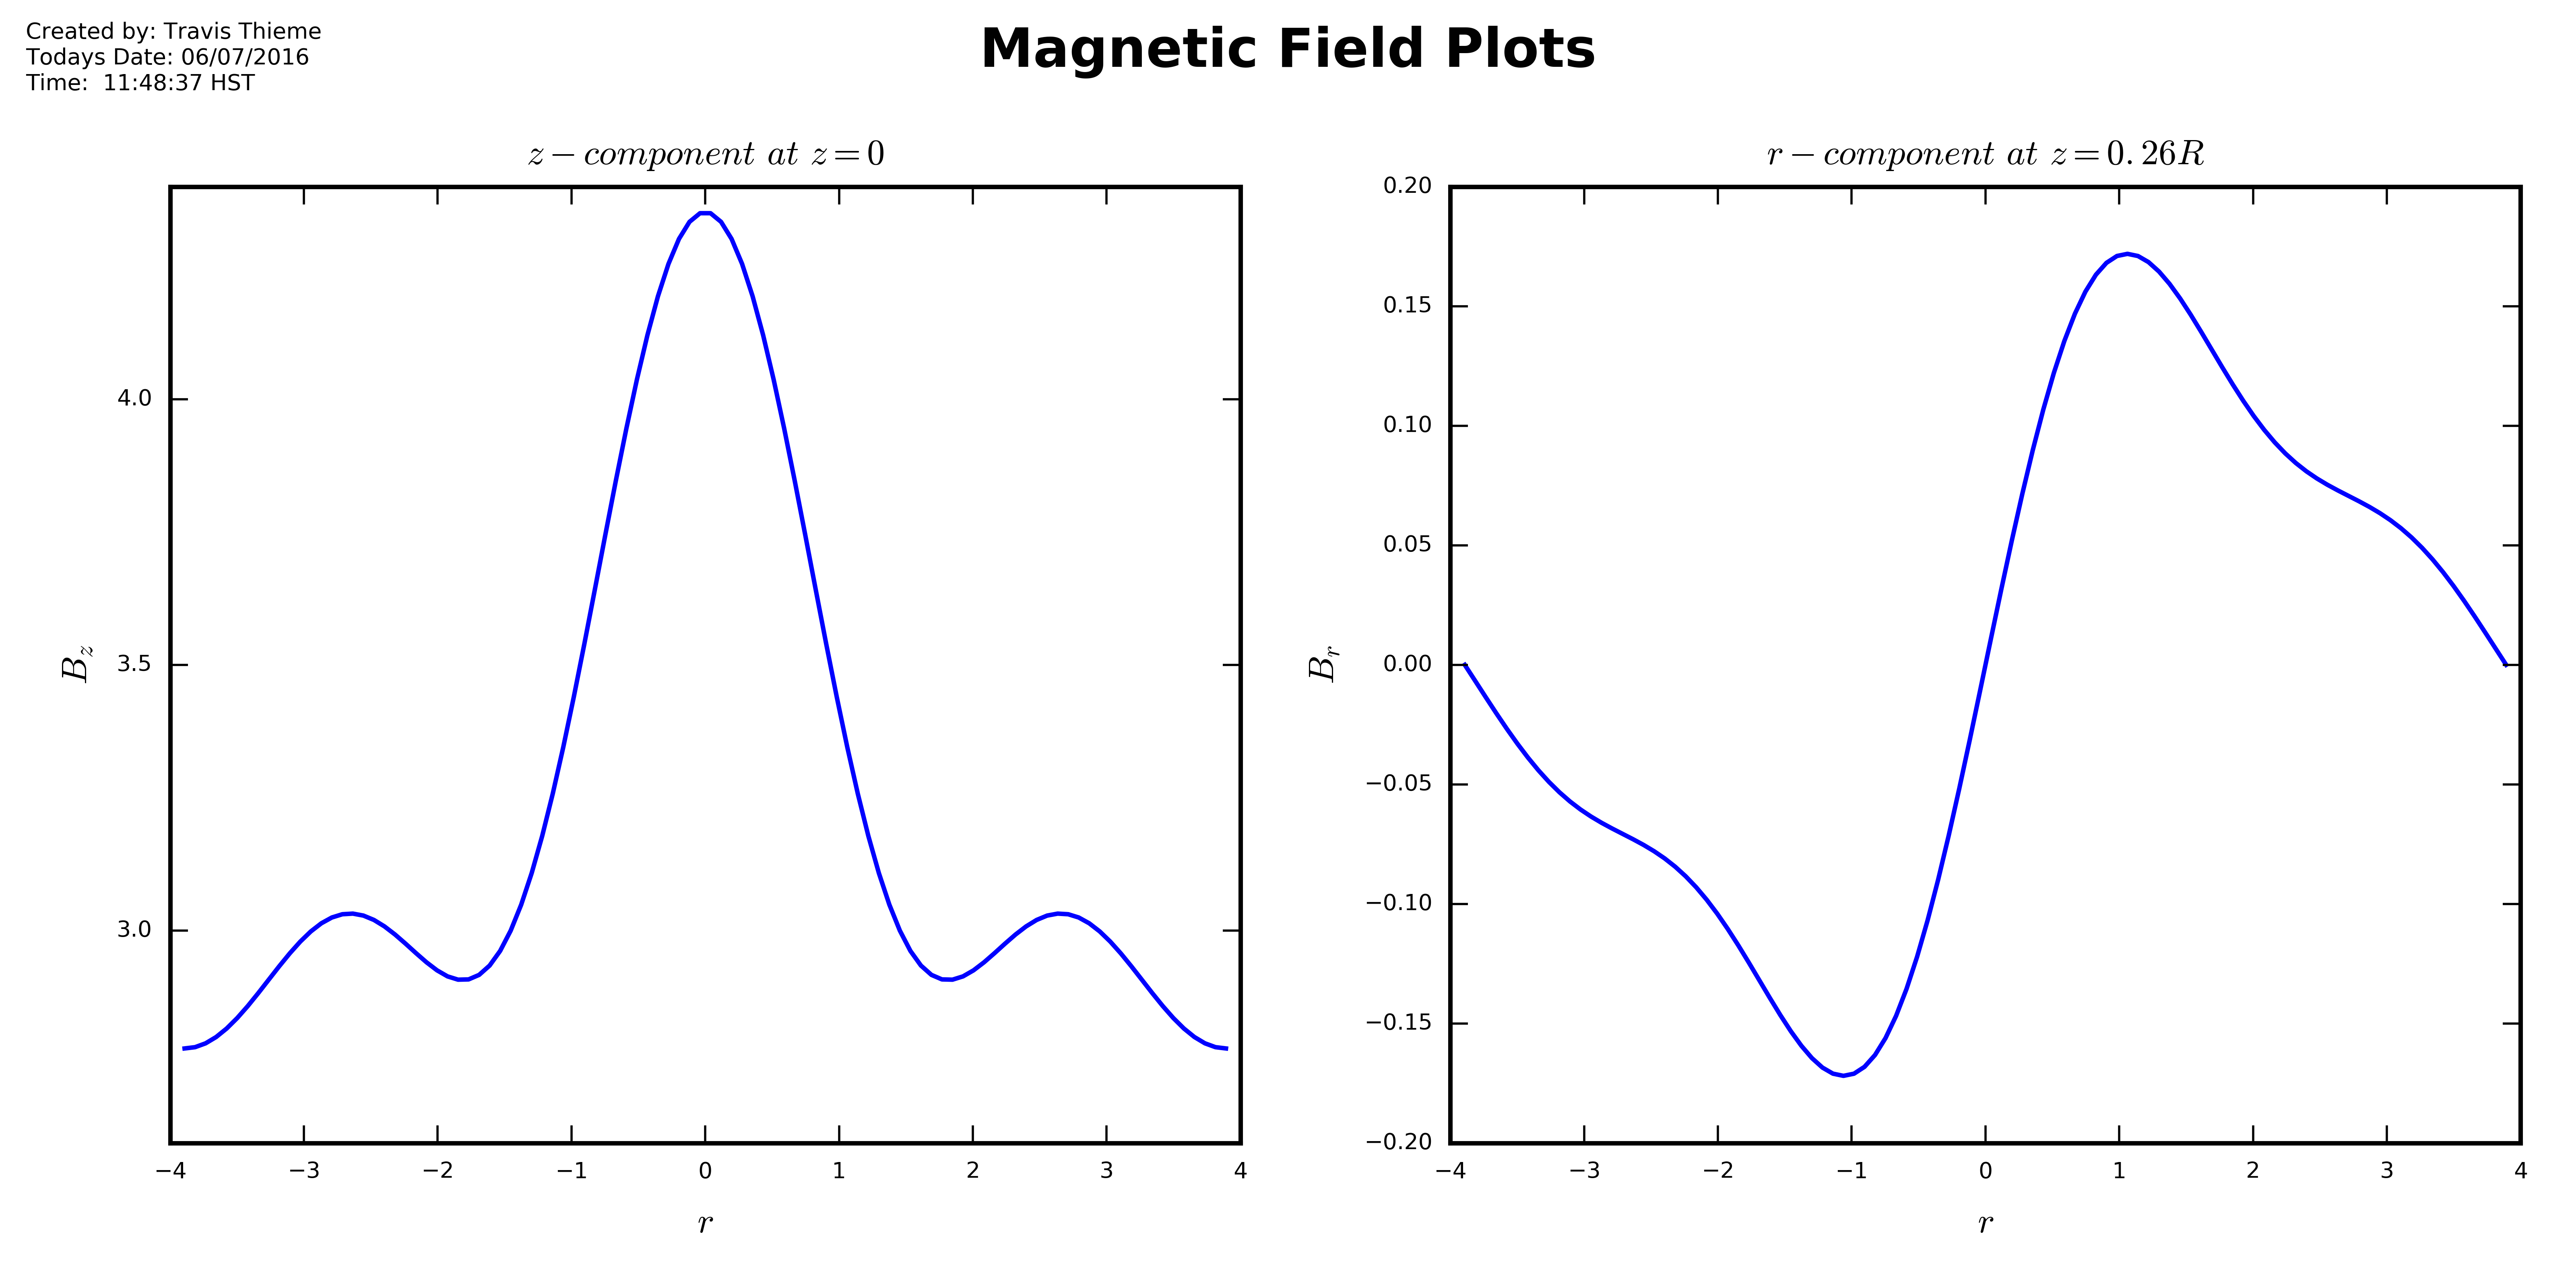 Created by: Travis Thieme
Todays Date: 06/07/2016
Time:  11:48:37 HST
Magnetic Field Plots
z − component at z = 0
4.0
3.5
3.0
B_z
−4 −3 −2 −1 0 1 2 3 4
r
r − component at z = 0.26R
0.20
0.15
0.10
0.05
0.00
−0.05
−0.10
−0.15
−0.20
B_r
−4 −3 −2 −1 0 1 2 3 4
r